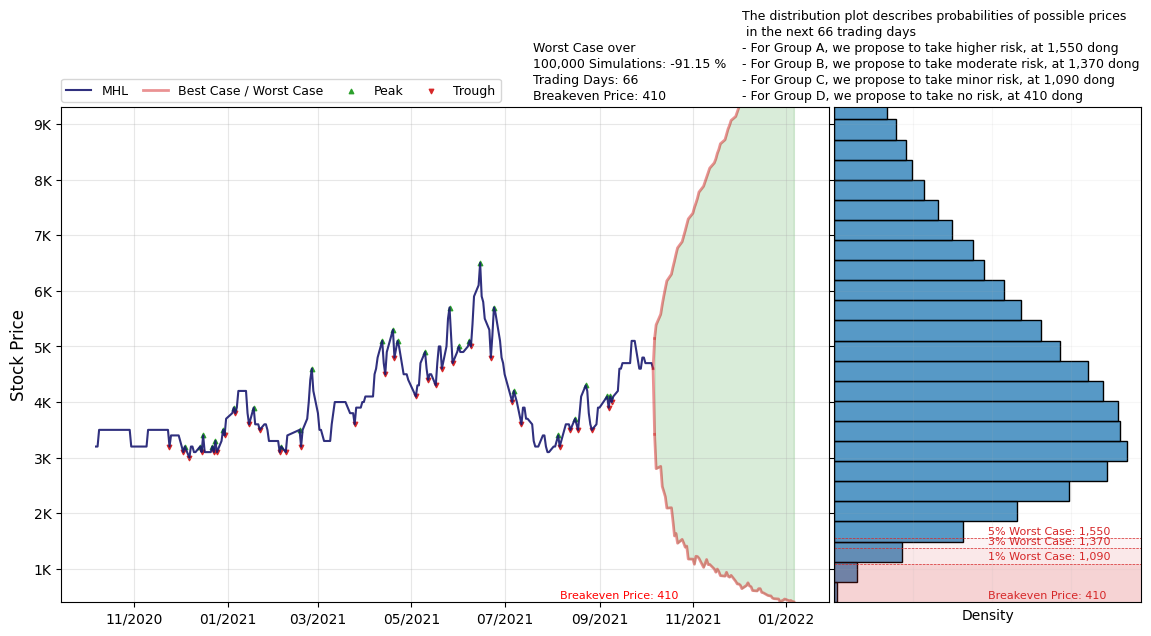 The distribution plot describes probabilities of possible prices
in the next 66 trading days
- For Group A, we propose to take higher risk, at 1,550 dong
- For Group B, we propose to take moderate risk, at 1,370 dong
- For Group C, we propose to take minor risk, at 1,090 dong
- For Group D, we propose to take no risk, at 410 dong
Worst Case over
100,000 Simulations: -91.15 %
Trading Days: 66
Breakeven Price: 410
MHL
Best Case / Worst Case
Peak
Trough
Stock Price
9K
8K
7K
6K
5K
4K
3K
2K
1K
11/2020
01/2021
03/2021
05/2021
07/2021
09/2021
11/2021
01/2022
Breakeven Price: 410
5% Worst Case: 1,550
3% Worst Case: 1,370
1% Worst Case: 1,090
Breakeven Price: 410
Density